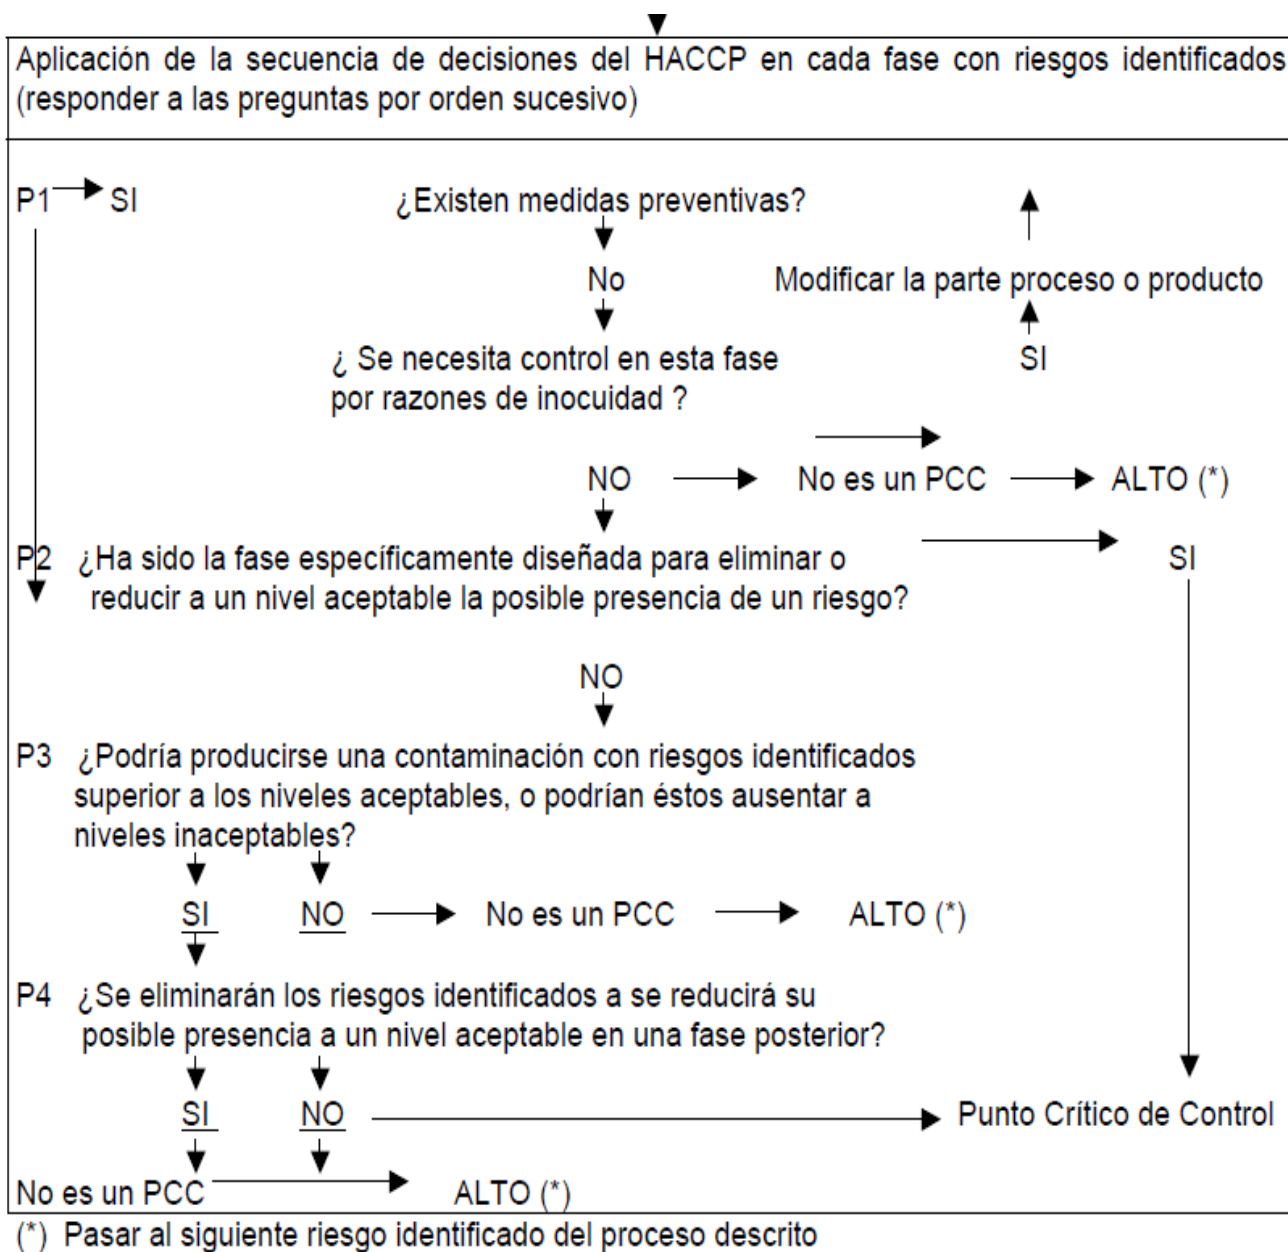 Aplicación de la secuencia de decisiones del HACCP en cada fase con riesgos identificados
(responder a las preguntas por orden sucesivo)
P1 SI ¿Existen medidas preventivas?
No Modificar la parte proceso o producto
¿ Se necesita control en esta fase SI
por razones de inocuidad ?
NO No es un PCC ALTO (*)
P2 ¿Ha sido la fase específicamente diseñada para eliminar o SI
reducir a un nivel aceptable la posible presencia de un riesgo?
NO
P3 ¿Podría producirse una contaminación con riesgos identificados
superior a los niveles aceptables, o podrían éstos ausentar a
niveles inaceptables?
SI NO No es un PCC ALTO (*)
P4 ¿Se eliminarán los riesgos identificados a se reducirá su
posible presencia a un nivel aceptable en una fase posterior?
SI NO Punto Crítico de Control
No es un PCC ALTO (*)
(*) Pasar al siguiente riesgo identificado del proceso descrito